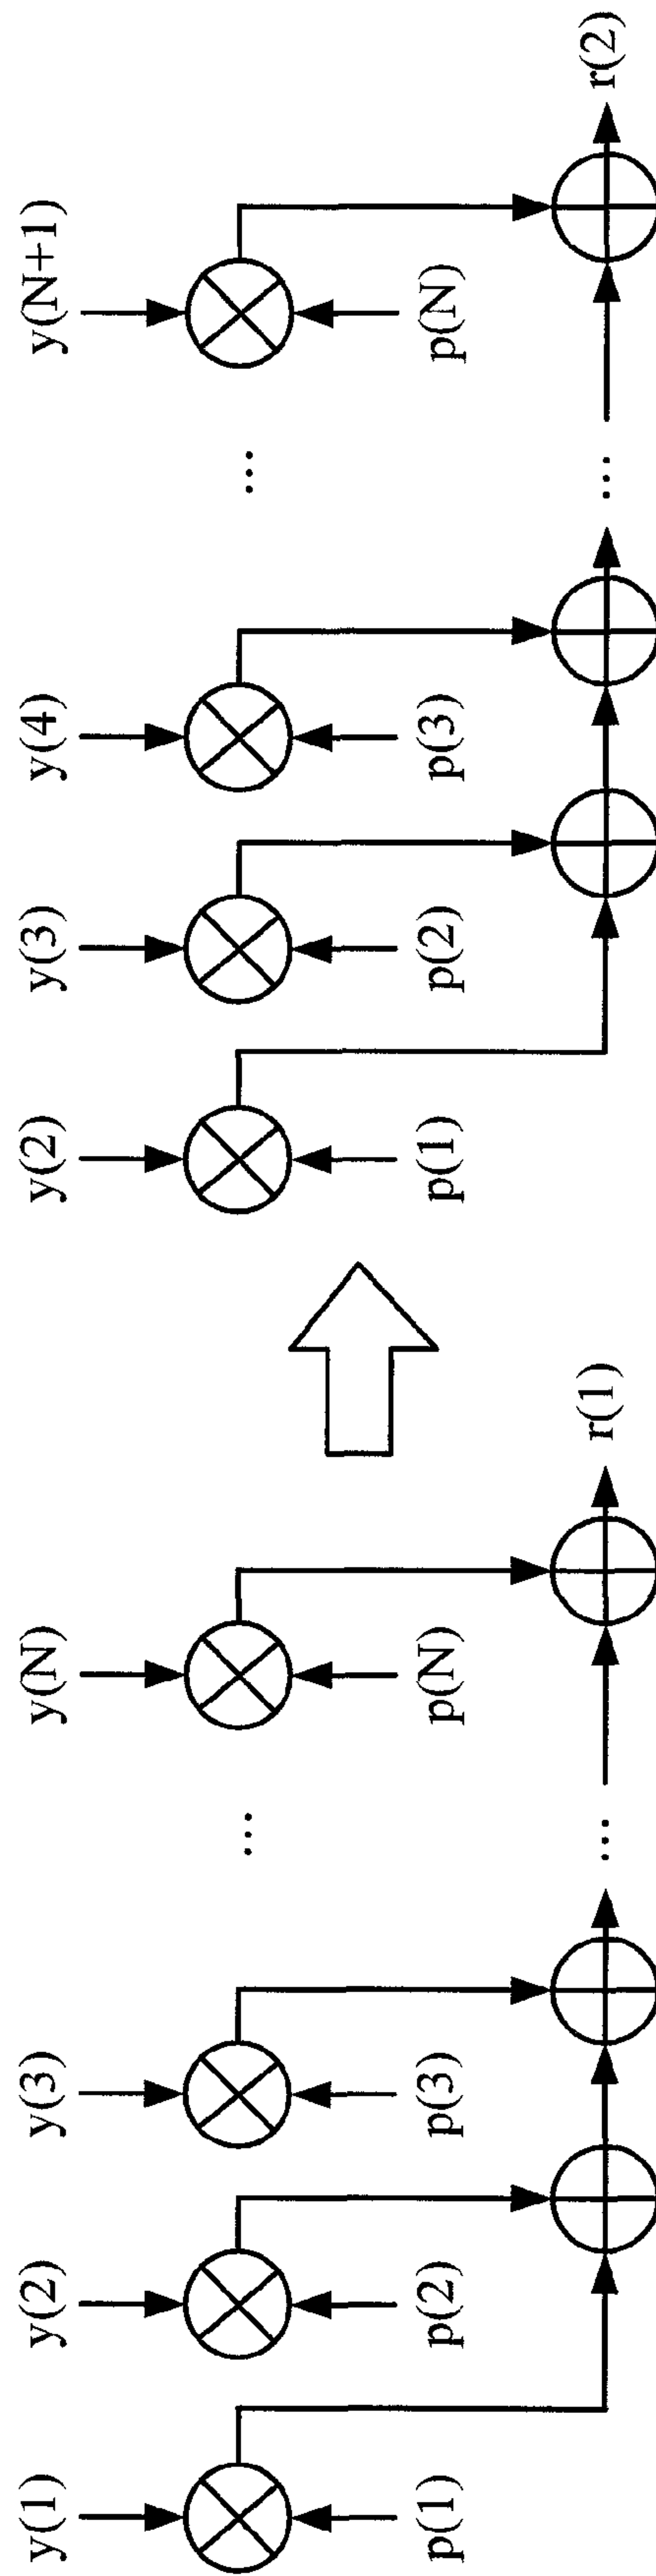 y(1) y(2) y(3) y(N)
...
p(1) p(2) p(3) p(N)
... r(1)
y(2) y(3) y(4) y(N+1)
...
p(1) p(2) p(3) p(N)
... r(2)